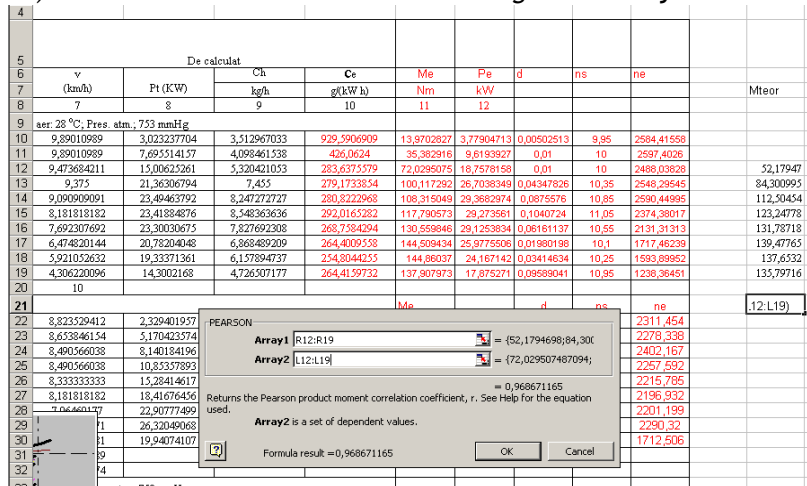 4
5 De calculat
6 v Ch Ce Me Pe d ns ne
7 (km/h) Pt (KW) kg/h g/(kW h) Nm kW Mteor
8 7 8 9 10 11 12
9 aer: 28 °C; Pres. atm.; 753 mmHg
10 9,89010989 3,023237704 3,512967033 929,5906909 13,9702827 3,77904713 0,00502513 9,95 2584,41558
11 9,89010989 7,695514157 4,098461538 426,0624 35,382916 9,6193927 0,01 10 2597,4026
12 9,473684211 15,00625261 5,320421053 283,6375579 72,0295075 18,7578158 0,01 10 2488,03828 52,17947
13 9,375 21,36306794 7,455 279,1733854 100,117292 26,7038349 0,04347826 10,35 2548,29545 84,300995
14 9,090909091 23,49463792 8,247272727 280,8222968 108,315049 29,3682974 0,0875576 10,85 2590,44995 112,50454
15 8,181818182 23,41884876 8,548363636 292,0165282 117,790573 29,273561 0,1040724 11,05 2374,38017 123,24778
16 7,692307692 23,30030675 7,827692308 268,7584294 130,559846 29,1253834 0,06161137 10,55 2131,31313 131,78718
17 6,474820144 20,78204048 6,868489209 264,4009558 144,509434 25,9775506 0,01980198 10,1 1717,46239 139,47765
18 5,921052632 19,33371361 6,157894737 254,8044255 144,86037 24,167142 0,03414634 10,25 1593,89952 137,6532
19 4,306220096 14,3002168 4,726507177 264,4159732 137,907973 17,875271 0,09589041 10,95 1238,36451 135,79716
20 10
21 Me d ns ne .12:L19)
22 8,823529412 2,329401957 2311,454
23 8,653846154 5,170423574 2278,338
24 8,490566038 8,140184196 2402,167
25 8,490566038 10,85357893 2257,592
26 8,333333333 15,28414617 2215,785
27 8,181818182 18,41676456 2196,932
28 7,06460177 22,90777499 2201,199
29 71 26,32049068 2290,32
30 31 19,94074107 1712,506
31 39
32 74
PEARSON
Array1 R12:R19 = {52,1794698;84,30(
Array2 L12:L19 = {72,029507487094;
= 0,968671165
Returns the Pearson product moment correlation coefficient, r. See Help for the equation
used.
Array2 is a set of dependent values.
Formula result =0,968671165
OK Cancel